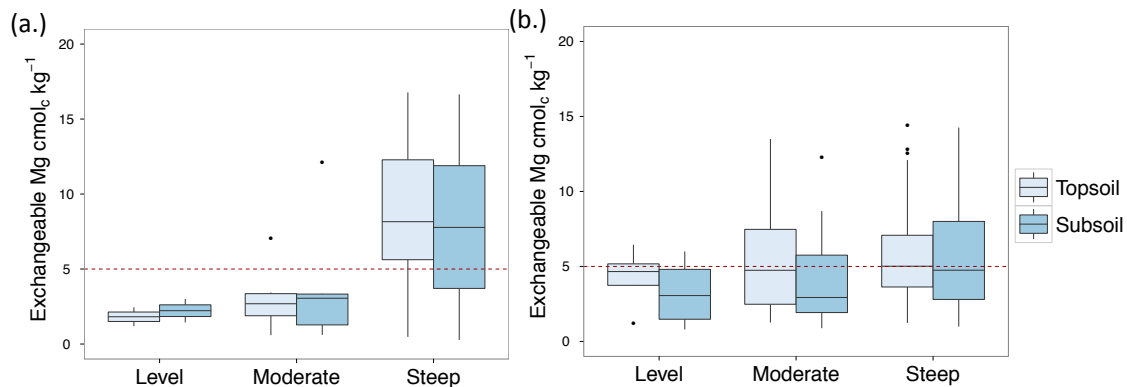 (a.)
Exchangeable Mg cmolc kg−1
20
15
10
5
0
Level Moderate Steep
(b.)
Exchangeable Mg cmolc kg−1
20
15
10
5
0
Level Moderate Steep
Topsoil
Subsoil